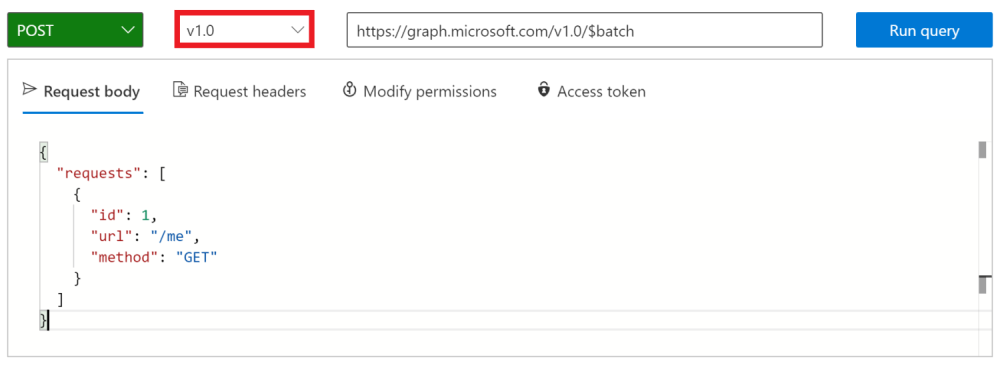 POST v1.0 https://graph.microsoft.com/v1.0/$batch Run query
Request body Request headers Modify permissions Access token
{
"requests": [
{
"id": 1,
"url": "/me",
"method": "GET"
}
]
}